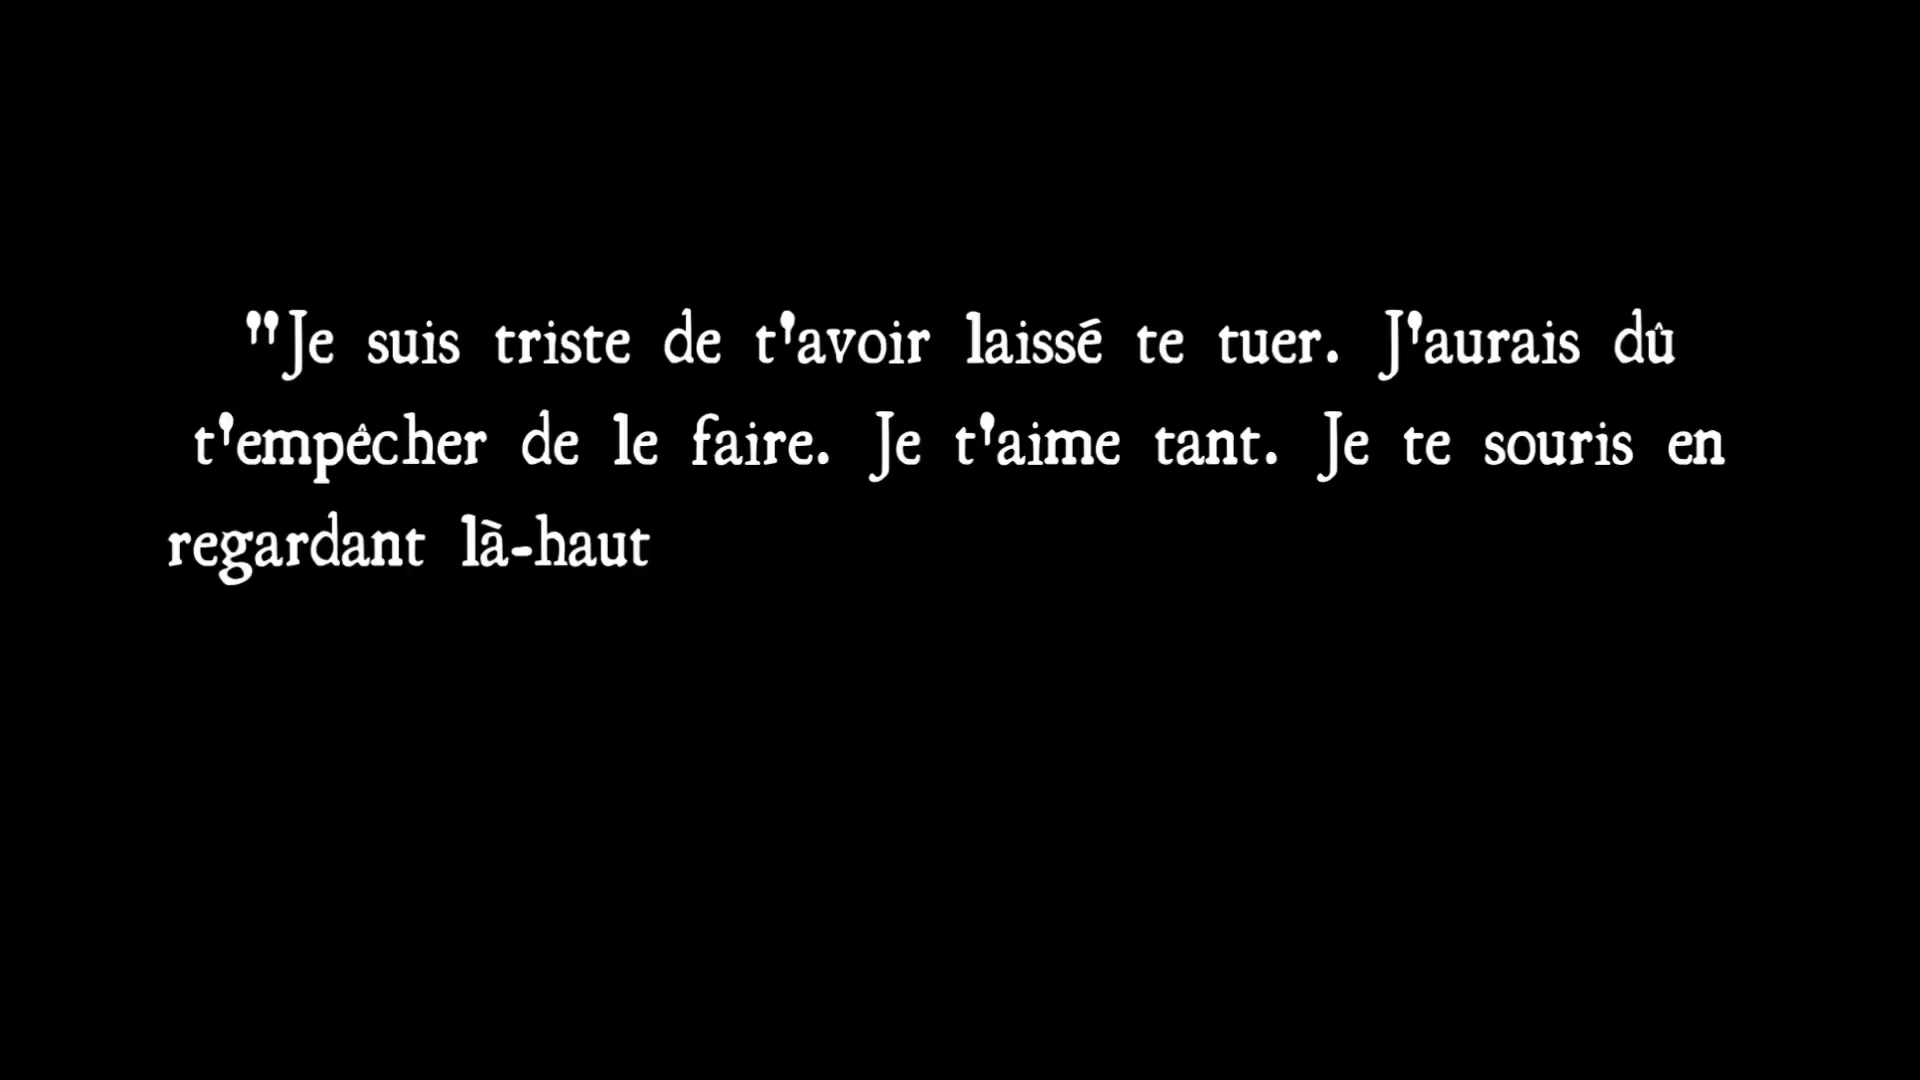 "Je suis triste de t'avoir laissé te tuer. J'aurais dû
t'empêcher de le faire. Je t'aime tant. Je te souris en
regardant là-haut